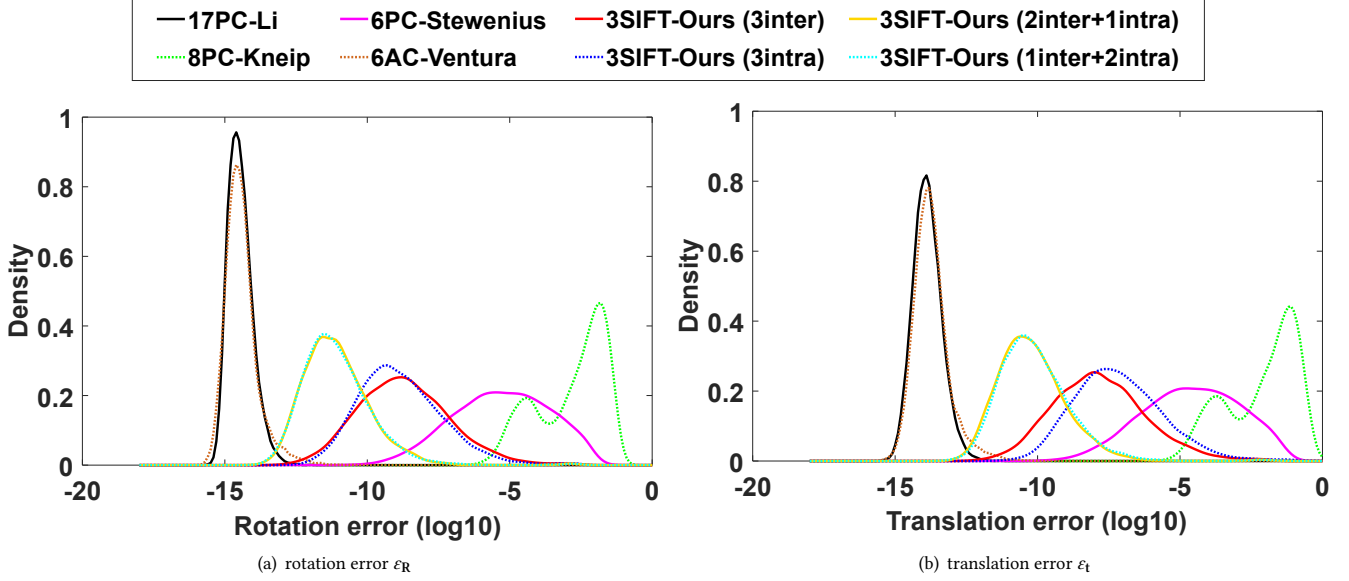 17PC-Li 6PC-Stewenius 3SIFT-Ours (3inter) 3SIFT-Ours (2inter+1intra)
8PC-Kneip 6AC-Ventura 3SIFT-Ours (3intra) 3SIFT-Ours (1inter+2intra)
1
0.8
0.6
0.4
0.2
0
Density
-20 -15 -10 -5 0
Rotation error (log10)
(a) rotation error εR
1
0.8
0.6
0.4
0.2
0
Density
-20 -15 -10 -5 0
Translation error (log10)
(b) translation error εt